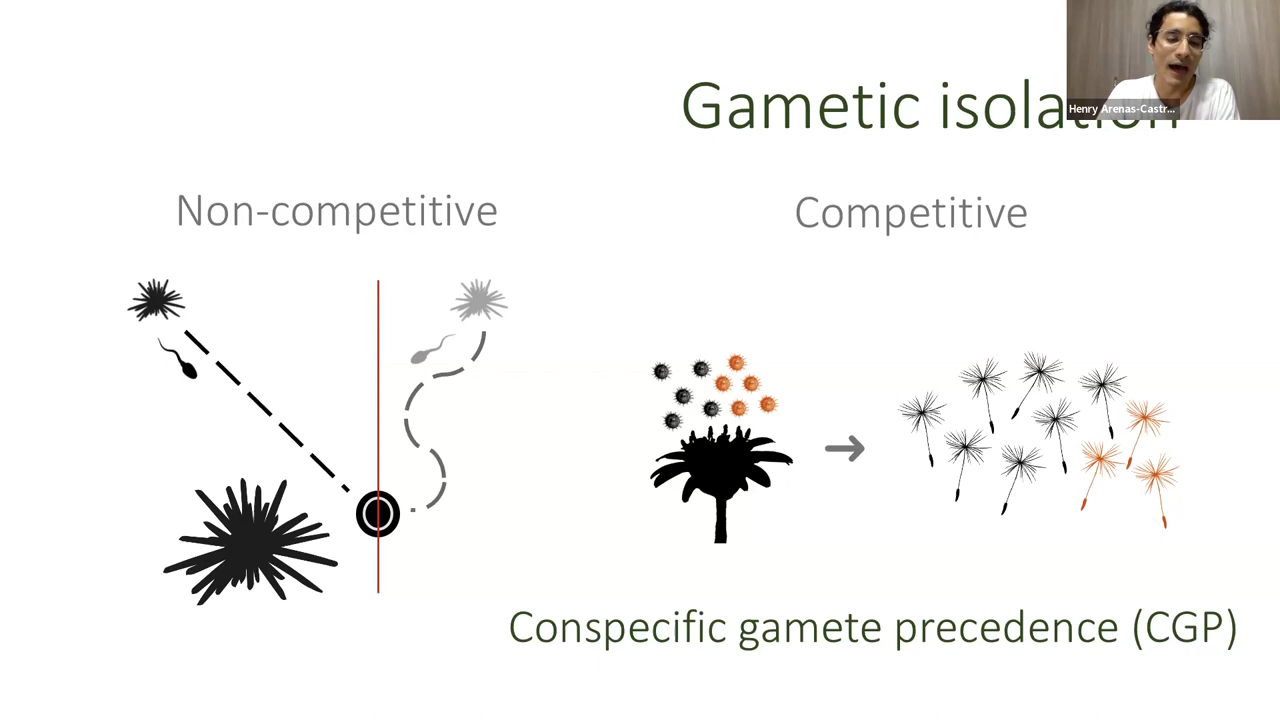 Gametic isolation
Henry Arenas-Castr...
Non-competitive
Competitive
Conspecific gamete precedence (CGP)